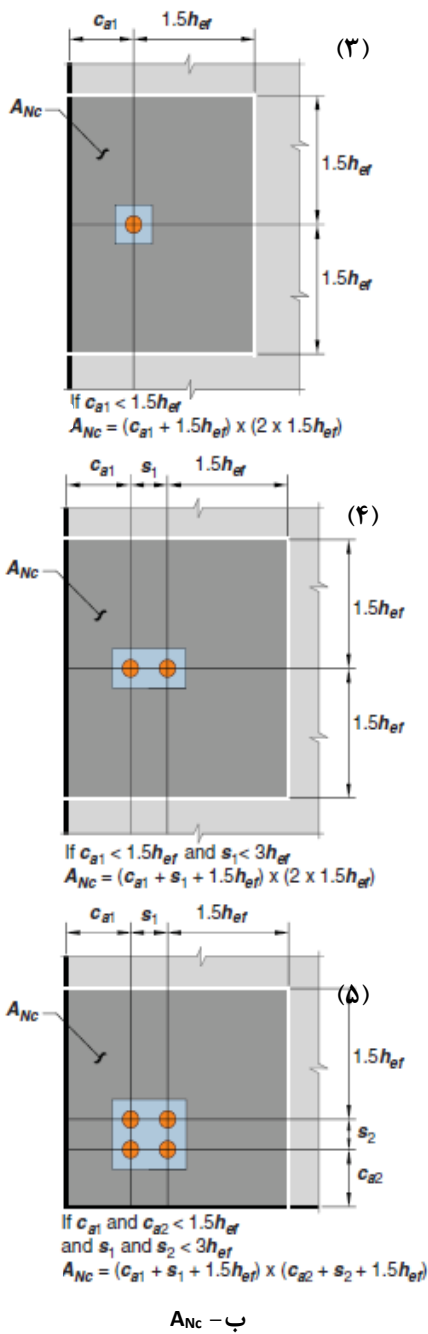 c_a1 1.5h_ef
(۳)
A_Nc
1.5h_ef
1.5h_ef
If c_a1 < 1.5h_ef
A_Nc = (c_a1 + 1.5h_ef) x (2 x 1.5h_ef)
c_a1 s_1 1.5h_ef
(۴)
A_Nc
1.5h_ef
1.5h_ef
If c_a1 < 1.5h_ef and s_1 < 3h_ef
A_Nc = (c_a1 + s_1 + 1.5h_ef) x (2 x 1.5h_ef)
c_a1 s_1 1.5h_ef
(۵)
A_Nc
1.5h_ef
s_2
c_a2
If c_a1 and c_a2 < 1.5h_ef
and s_1 and s_2 < 3h_ef
A_Nc = (c_a1 + s_1 + 1.5h_ef) x (c_a2 + s_2 + 1.5h_ef)
ب – A_Nc